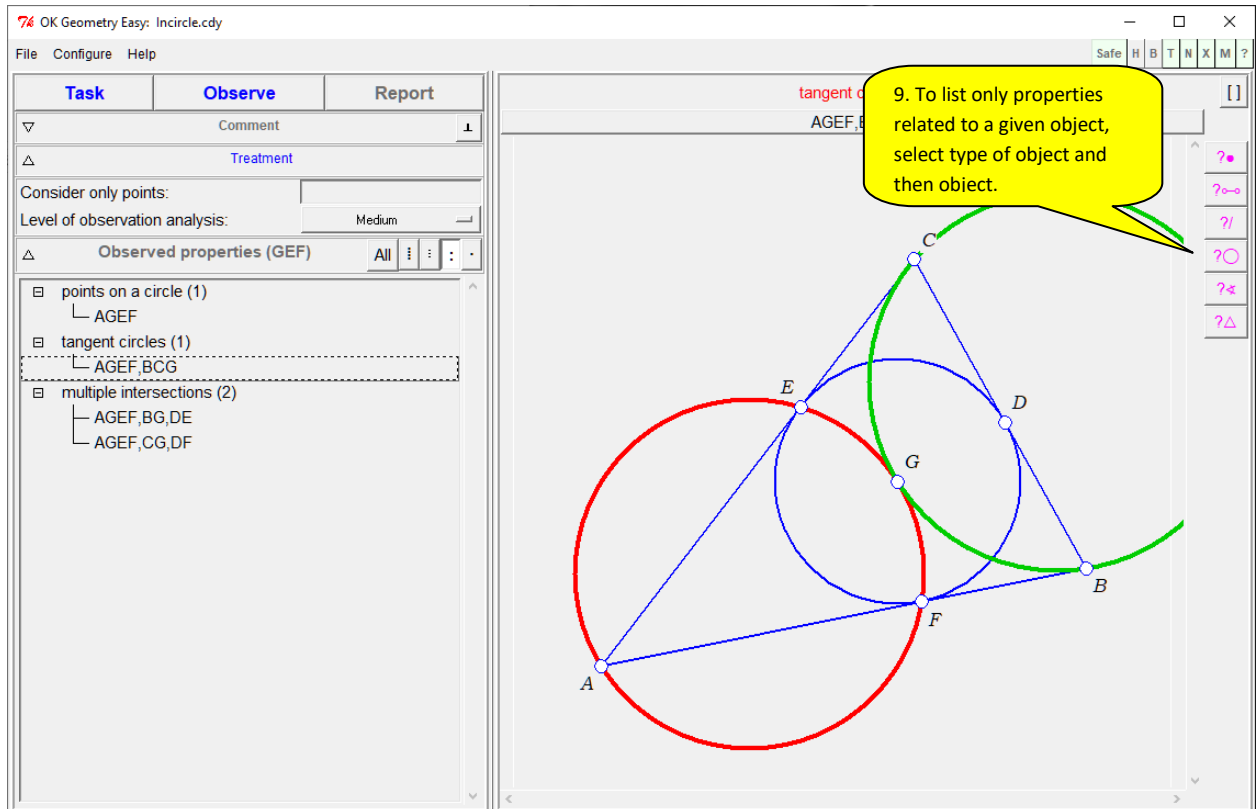 OK Geometry Easy: Incircle.cdy
File Configure Help
Safe H B T N X M ?
Task Observe Report
Comment
Treatment
Consider only points:
Level of observation analysis: Medium
Observed properties (GEF) All
points on a circle (1)
AGEF
tangent circles (1)
AGEF,BCG
multiple intersections (2)
AGEF,BG,DE
AGEF,CG,DF
tangent
[ ]
AGEF,
9. To list only properties
related to a given object,
select type of object and
then object.
?
?
?/
?
?
?
C
E
D
G
B
F
A